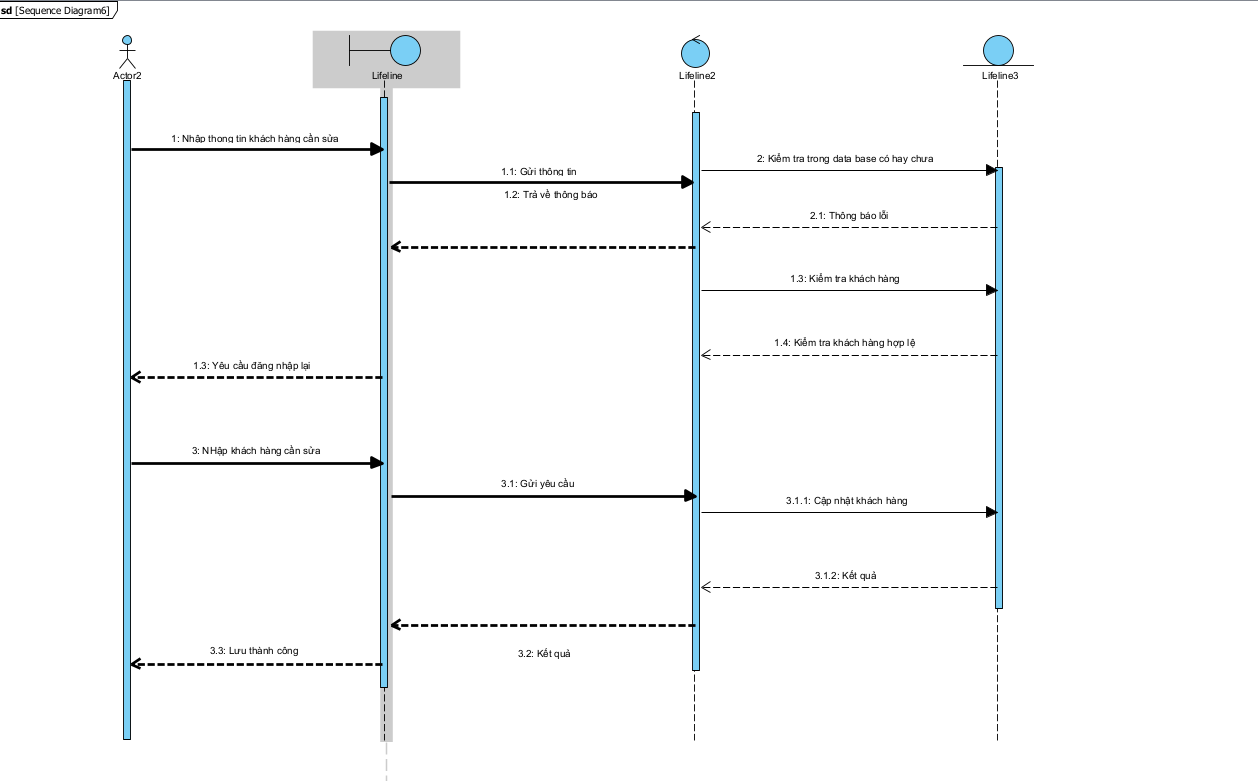 sd [Sequence Diagram6]
Actor2
Lifeline
Lifeline2
Lifeline3
1: Nhập thong tin khách hàng cần sửa
2: Kiểm tra trong data base có hay chưa
1.1: Gửi thông tin
1.2: Trả về thông báo
2.1: Thông báo lỗi
1.3: Kiểm tra khách hàng
1.4: Kiểm tra khách hàng hợp lệ
1.3: Yêu cầu đăng nhập lại
3: NHập khách hàng cần sửa
3.1: Gửi yêu cầu
3.1.1: Cập nhật khách hàng
3.1.2: Kết quả
3.3: Lưu thành công
3.2: Kết quả